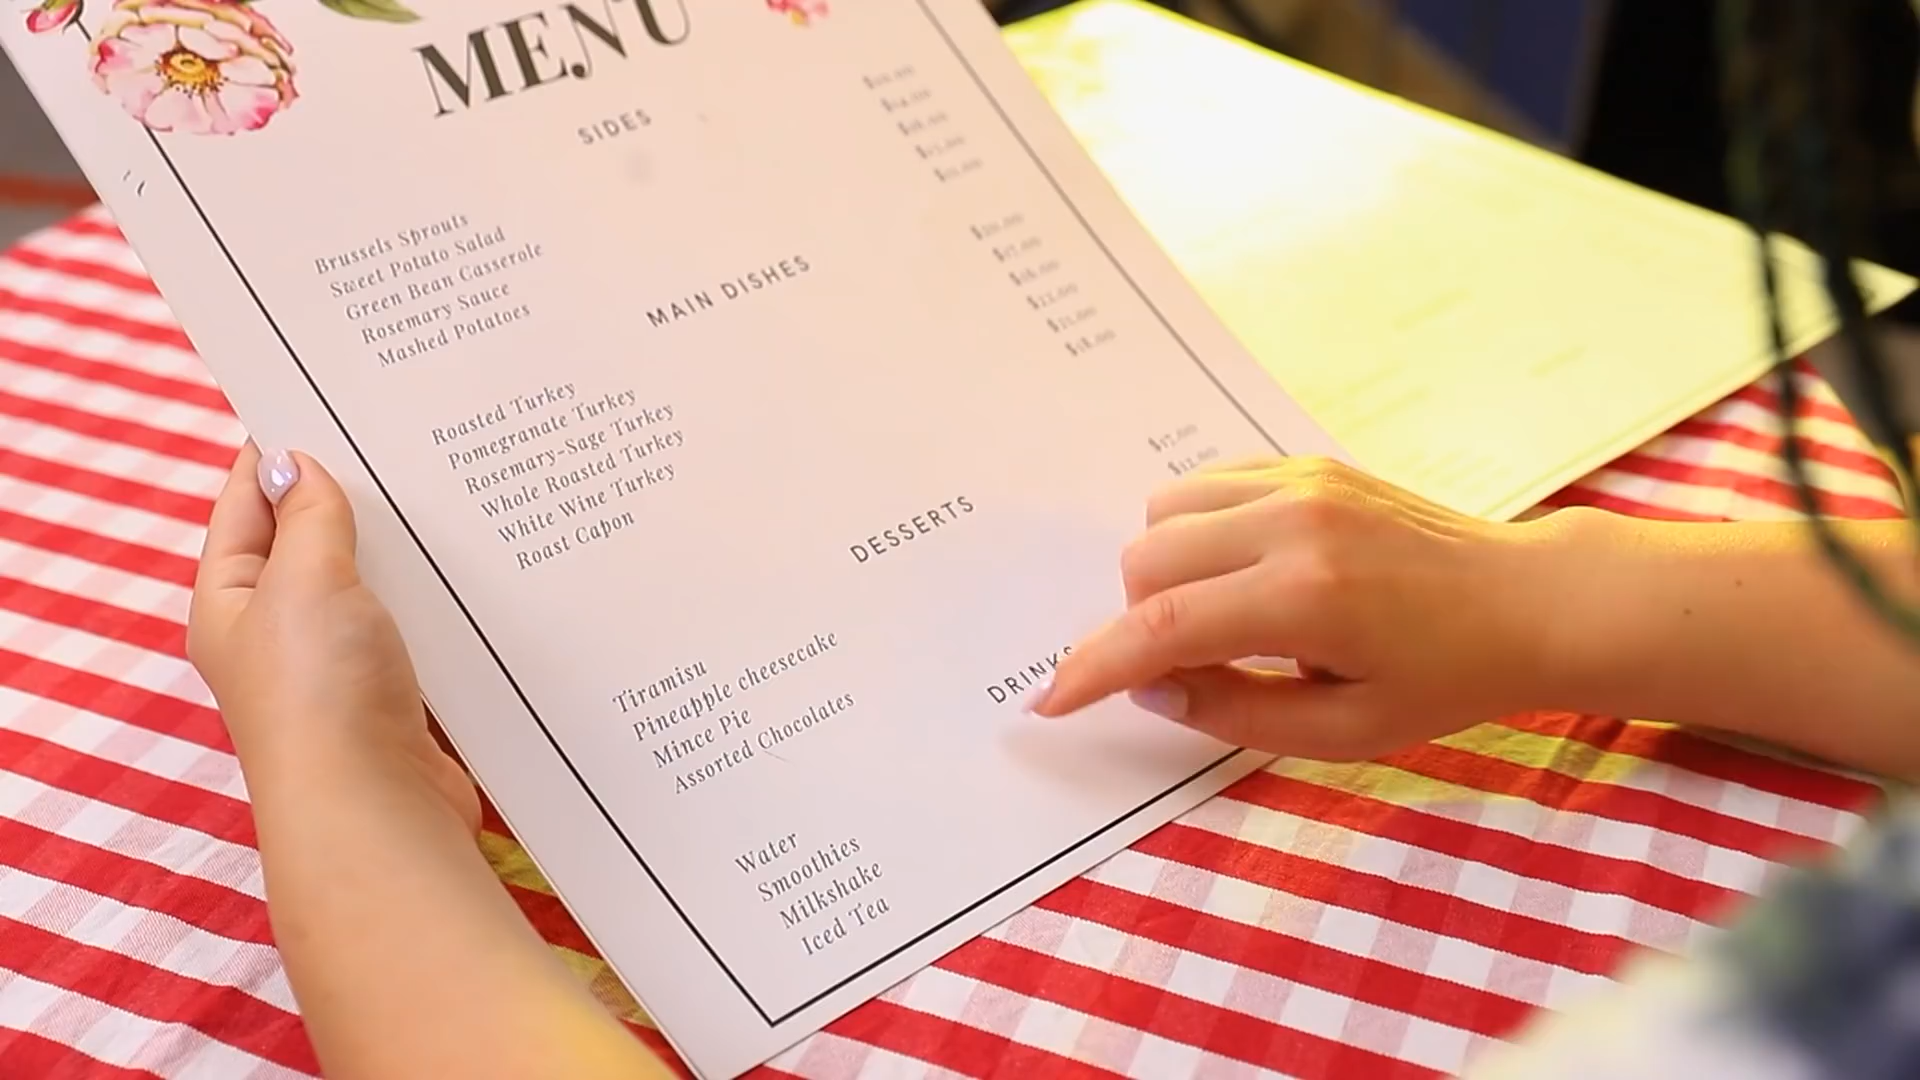 MENU
SIDES
Brussels Sprouts
Sweet Potato Salad
Green Bean Casserole
Rosemary Sauce
Mashed Potatoes
MAIN DISHES
Roasted Turkey
Pomegranate Turkey
Rosemary-Sage Turkey
Whole Roasted Turkey
White Wine Turkey
Roast Capon
DESSERTS
Tiramisu
Pineapple cheesecake
Mince Pie
Assorted Chocolates
DRINKS
Water
Smoothies
Milkshake
Iced Tea